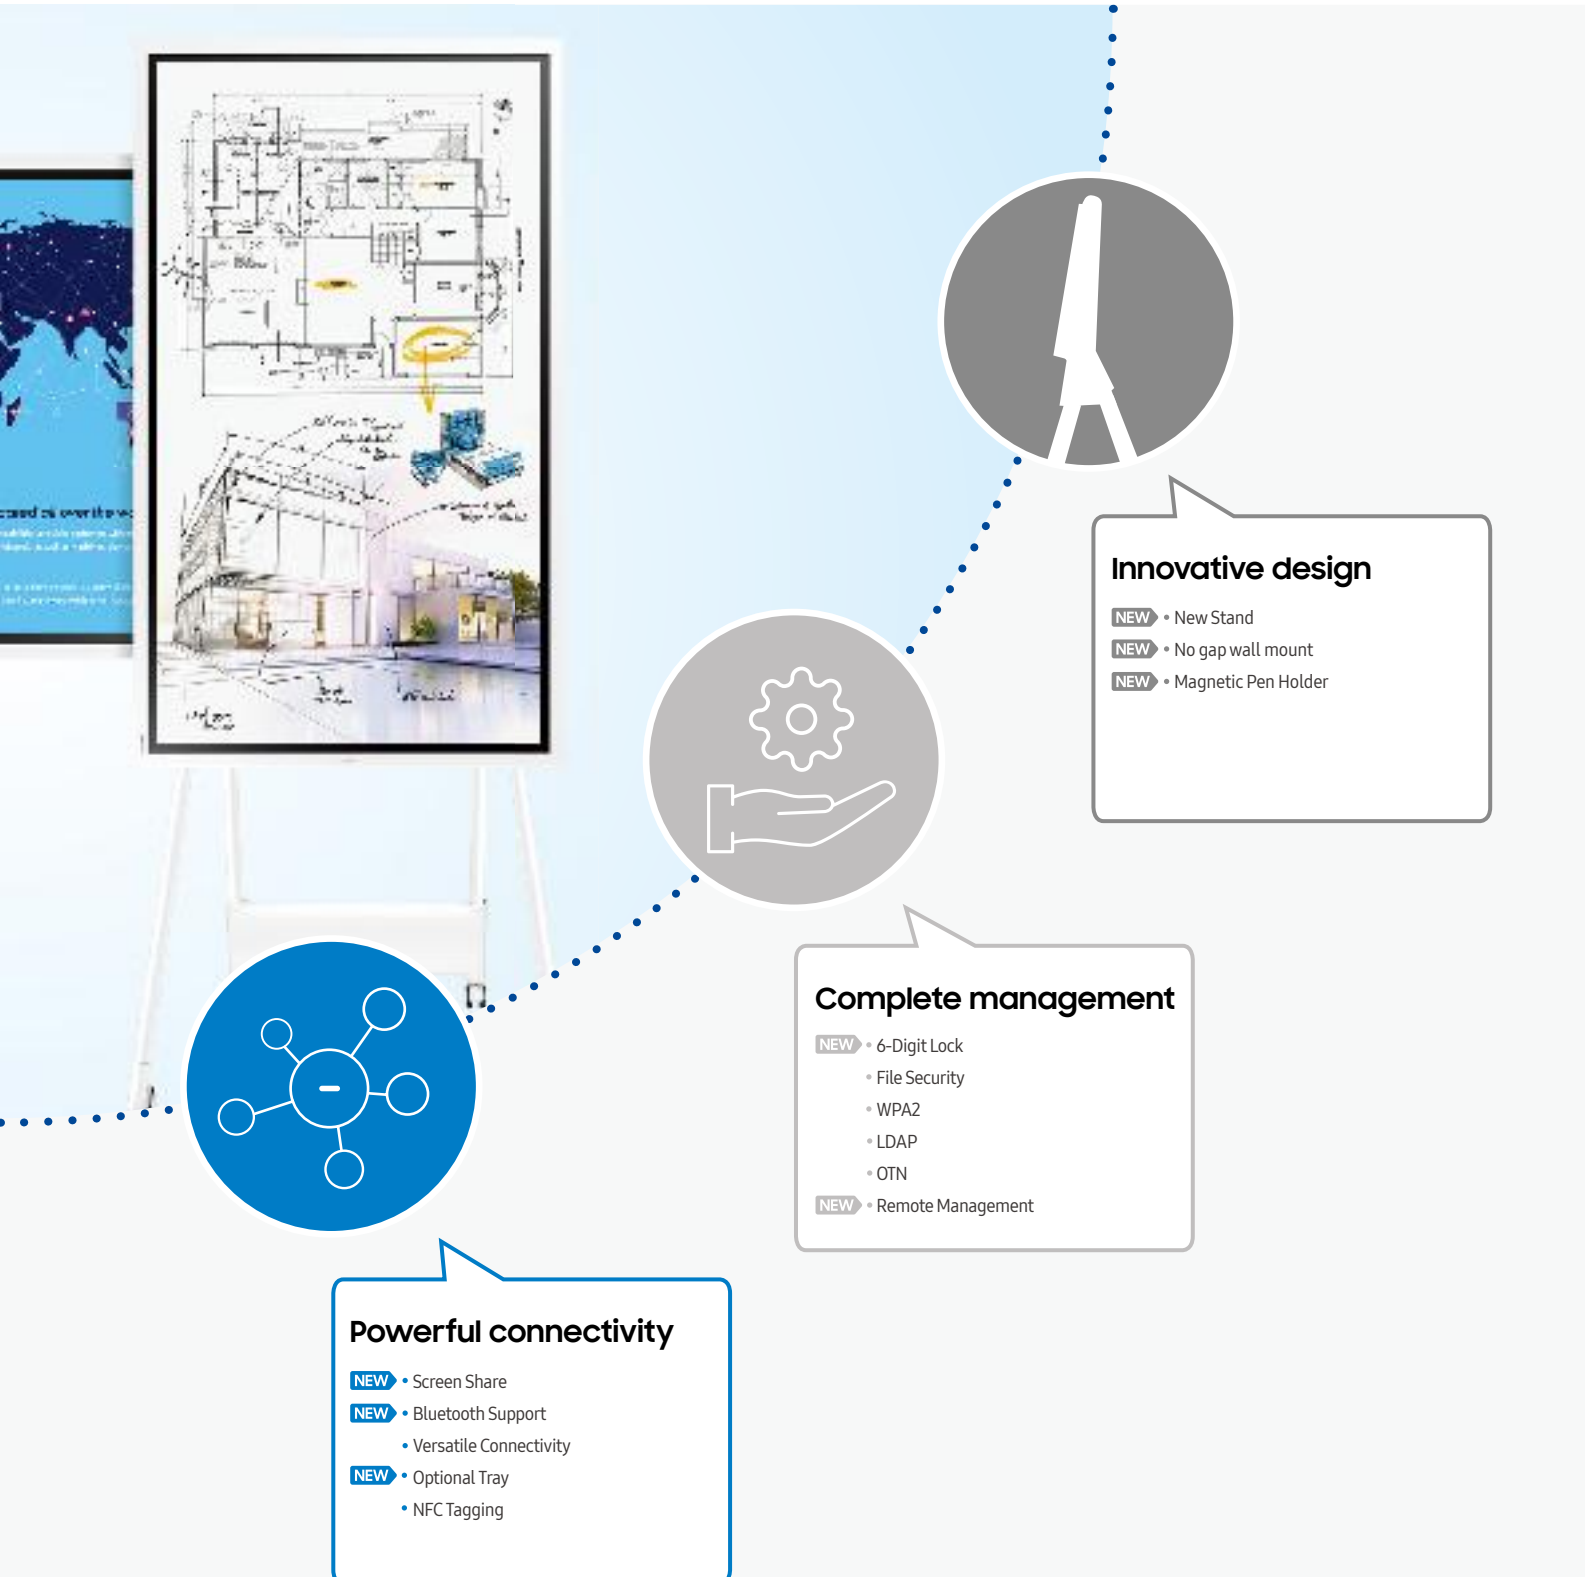 Innovative design
NEW • New Stand
NEW • No gap wall mount
NEW • Magnetic Pen Holder
Complete management
NEW • 6-Digit Lock
• File Security
• WPA2
• LDAP
• OTN
NEW • Remote Management
Powerful connectivity
NEW • Screen Share
NEW • Bluetooth Support
• Versatile Connectivity
NEW • Optional Tray
• NFC Tagging
over the